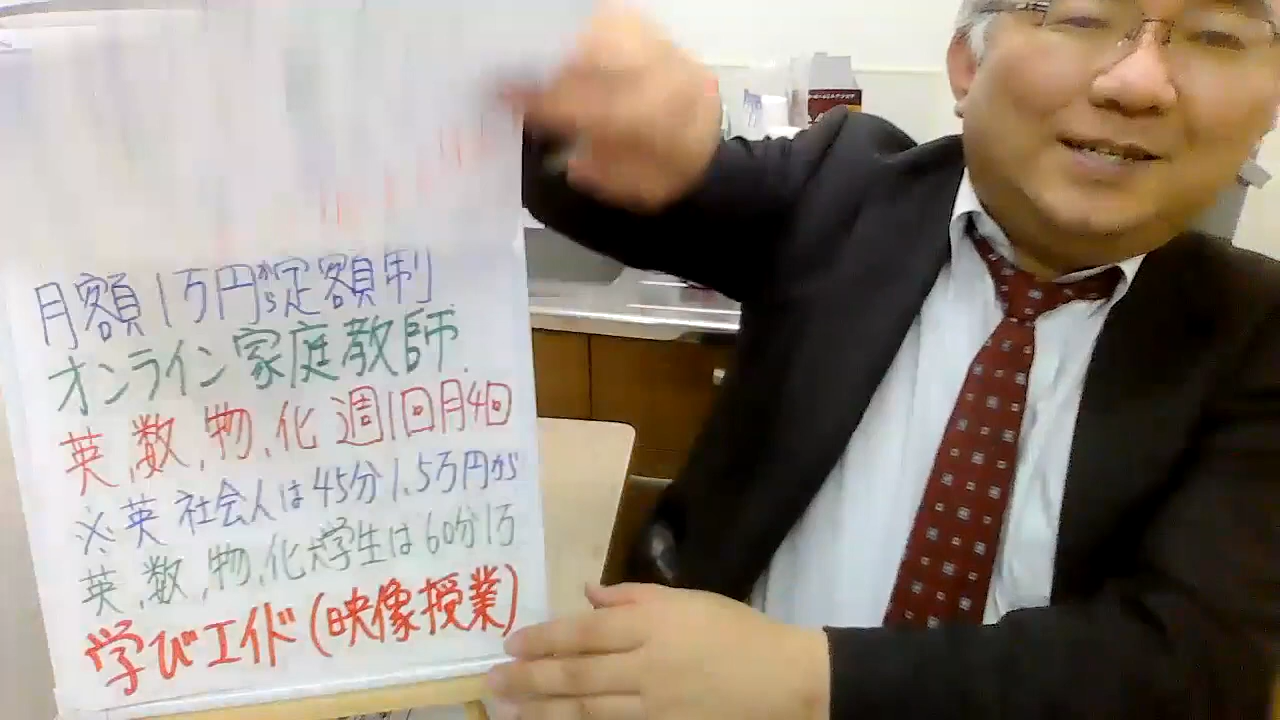 月額1万円から定額制
オンライン家庭教師
英、数、物、化 週1回月4回
※英 社会人は45分1.5万円が
英、数、物、化大学生は60分1万
学びエイド(映像授業)